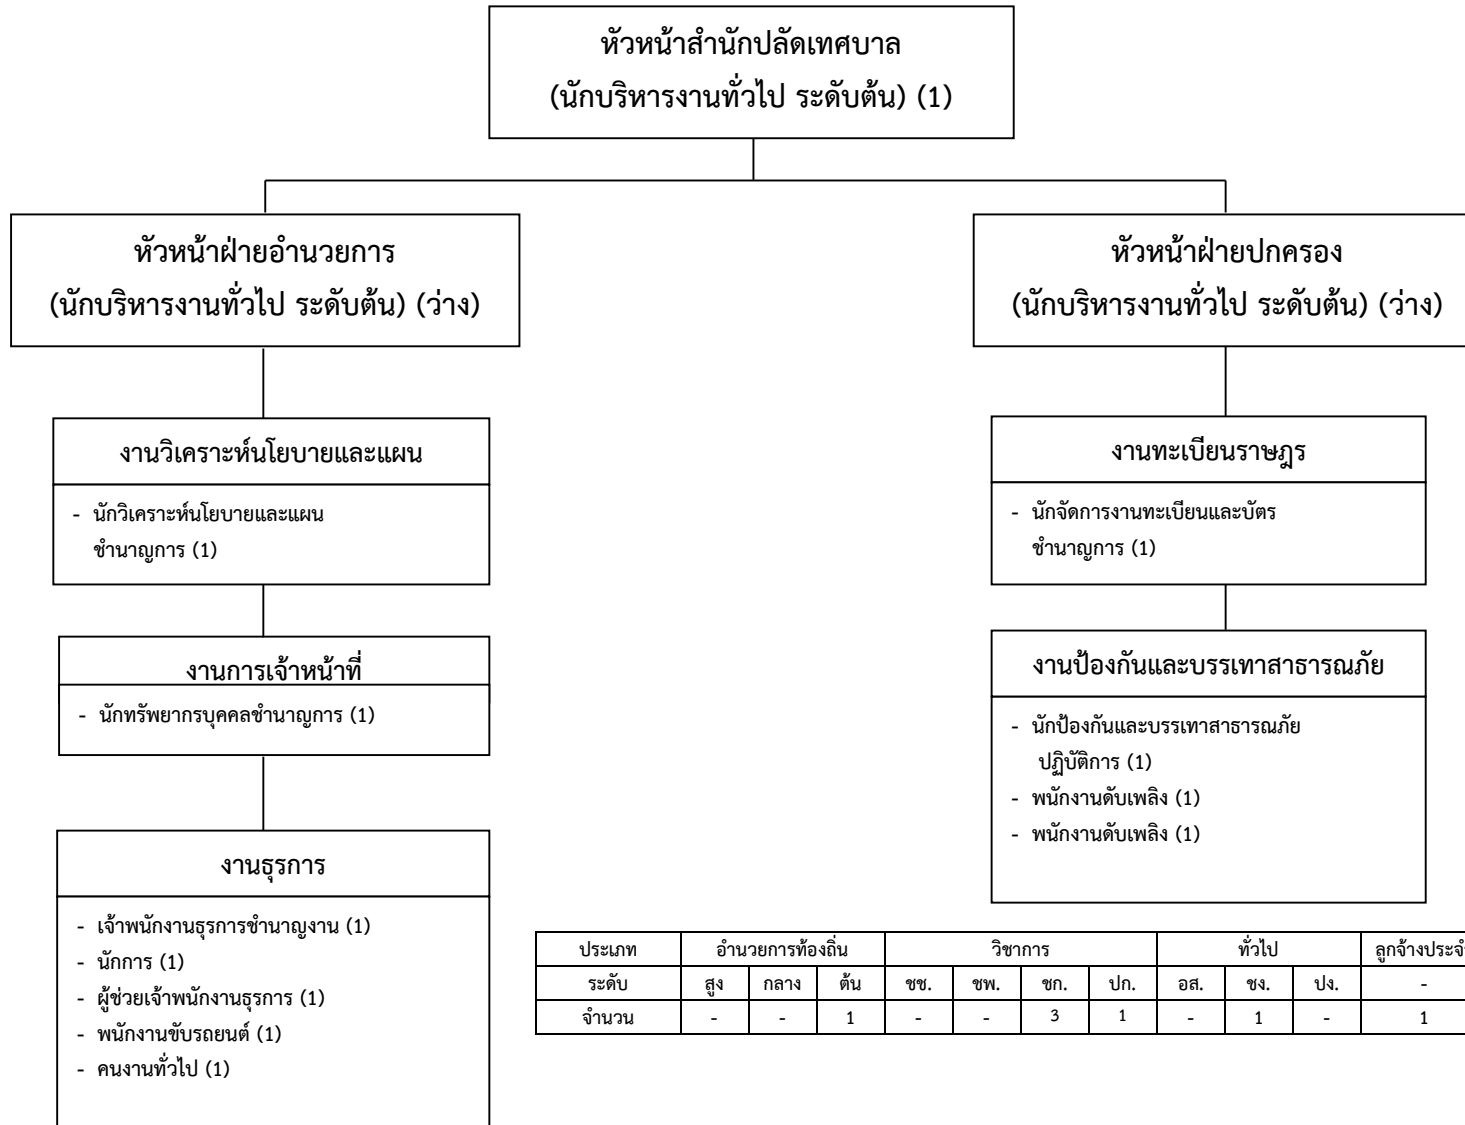 หัวหน้าสำนักปลัดเทศบาล
(นักบริหารงานทั่วไป ระดับต้น) (1)
หัวหน้าฝ่ายอำนวยการ
(นักบริหารงานทั่วไป ระดับต้น) (ว่าง)
หัวหน้าฝ่ายปกครอง
(นักบริหารงานทั่วไป ระดับต้น) (ว่าง)
งานวิเคราะห์นโยบายและแผน
- นักวิเคราะห์นโยบายและแผน
ชำนาญการ (1)
งานการเจ้าหน้าที่
- นักทรัพยากรบุคคลชำนาญการ (1)
งานธุรการ
- เจ้าพนักงานธุรการชำนาญงาน (1)
- นักการ (1)
- ผู้ช่วยเจ้าพนักงานธุรการ (1)
- พนักงานขับรถยนต์ (1)
- คนงานทั่วไป (1)
งานทะเบียนราษฎร
- นักจัดการงานทะเบียนและบัตร
ชำนาญการ (1)
งานป้องกันและบรรเทาสาธารณภัย
- นักป้องกันและบรรเทาสาธารณภัย
ปฏิบัติการ (1)
- พนักงานดับเพลิง (1)
- พนักงานดับเพลิง (1)
ประเภท อำนวยการท้องถิ่น วิชาการ ทั่วไป
ระดับ สูง กลาง ต้น ชช. ชพ. ชก. ปก. อส. ชง. ปง. -
จำนวน - - 1 - - 3 1 - 1 - 1